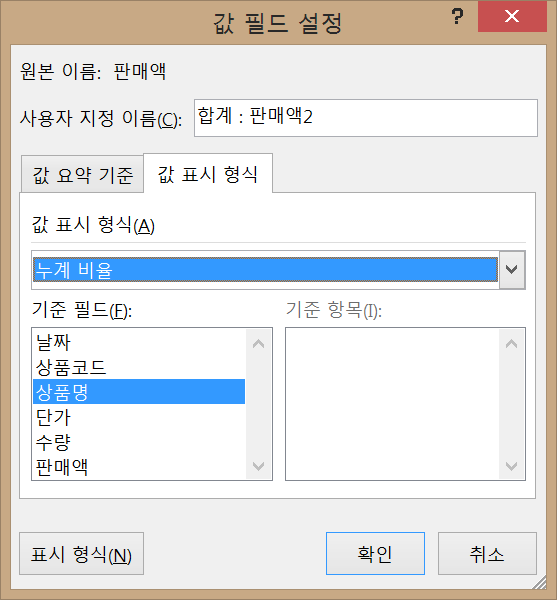 값 필드 설정
?
원본 이름: 판매액
사용자 지정 이름(C): 합계 : 판매액2
값 요약 기준 값 표시 형식
값 표시 형식(A)
누계 비율
기준 필드(F): 기준 항목(I):
날짜
상품코드
상품명
단가
수량
판매액
표시 형식(N) 확인 취소